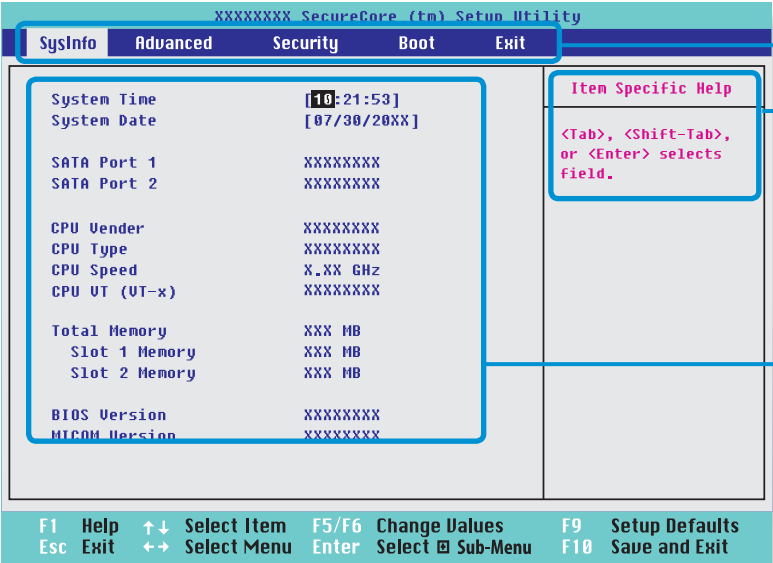 XXXXXXXX SecureCore (tm) Setup Utility
SysInfo Advanced Security Boot Exit
System Time [10:21:53]
System Date [07/30/20XX]
SATA Port 1 XXXXXXXX
SATA Port 2 XXXXXXXX
CPU Vender XXXXXXXX
CPU Type XXXXXXXX
CPU Speed X.XX GHz
CPU VT (VT-x) XXXXXXXX
Total Memory XXX MB
Slot 1 Memory XXX MB
Slot 2 Memory XXX MB
BIOS Version XXXXXXXX
MICOM Version XXXXXXXX
Item Specific Help
<Tab>, <Shift-Tab>,
or <Enter> selects
field.
F1 Help ↑↓ Select Item F5/F6 Change Values F9 Setup Defaults
Esc Exit ←→ Select Menu Enter Select ⊞ Sub-Menu F10 Save and Exit